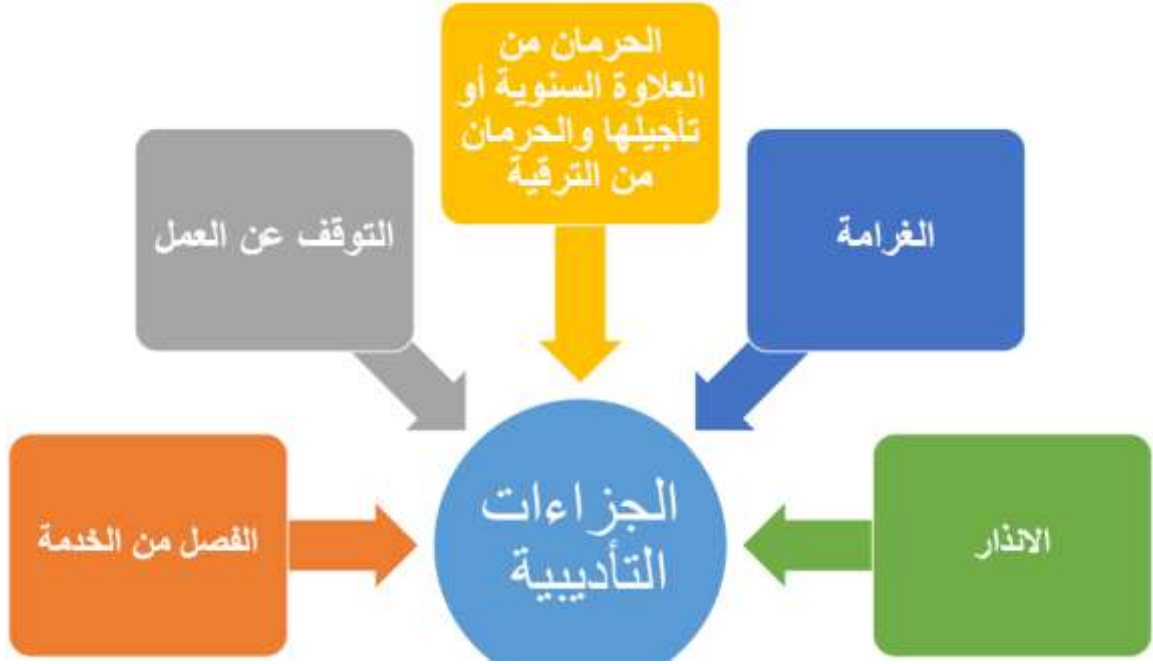 الحرمان من
العلاوة السنوية أو
تأجيلها والحرمان
من الترقية
الغرامة
التوقف عن العمل
الانذار
الجزاءات
التأديبية
الفصل من الخدمة